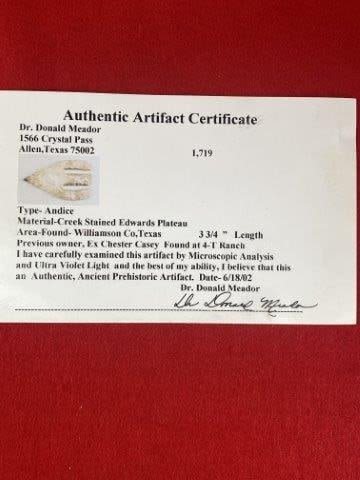 Authentic Artifact Certificate
Dr. Donald Meador
1566 Crystal Pass
Allen,Texas 75002
1,719
Type- Andice
Material-Creek Stained Edwards Plateau
Area-Found- Williamson Co,Texas 3 3/4 " Length
Previous owner, Ex Chester Casey Found at 4-T Ranch
I have carefully examined this artifact by Microscopic Analysis
and Ultra Violet Light and the best of my ability, I believe that this
an Authentic, Ancient Prehistoric Artifact. Date- 6/18/02
Dr. Donald Meador
Dr Donald Meador